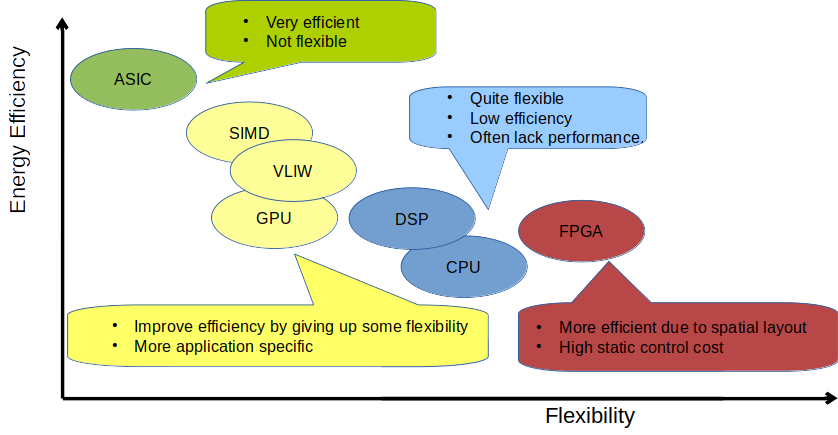 Energy Efficiency
• Very efficient
• Not flexible
ASIC
• Quite flexible
• Low efficiency
• Often lack performance.
SIMD
VLIW
GPU
DSP
CPU
FPGA
• Improve efficiency by giving up some flexibility
• More application specific
• More efficient due to spatial layout
• High static control cost
Flexibility